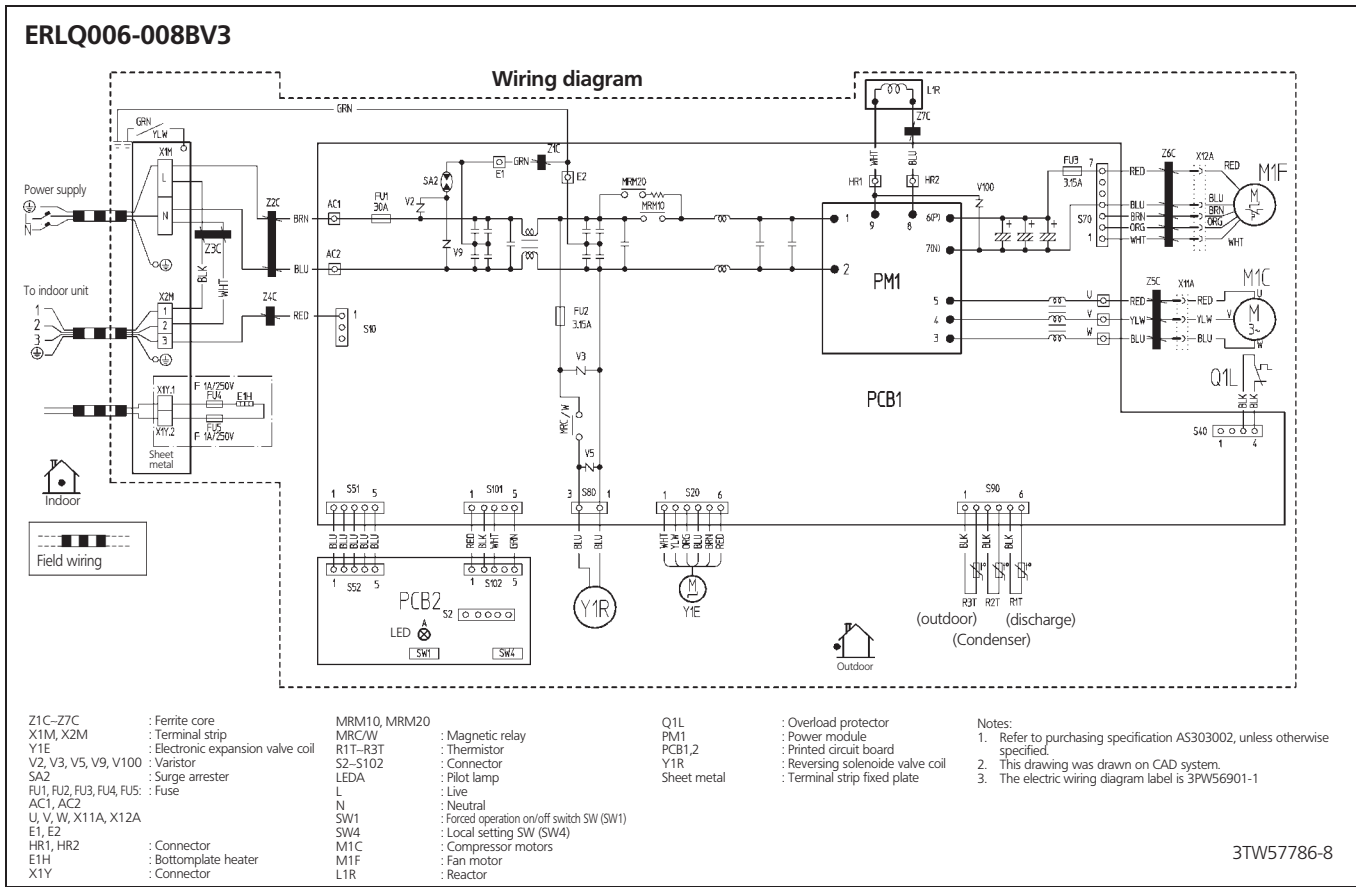 ERLQ006-008BV3
Wiring diagram
L1R
GRN
Z7C
GRN
YLW
X1M
L
N
Power supply
N
Z2C
Z3C
BLK
WHT
BRN
BLU
AC1
AC2
FU1
30A
SA2
V2
V9
E1
GRN
Z1C
E2
MRM20
MRM10
WHT
BLU
HR1
HR2
V100
FU3
3.15A
7
S70
1
RED
BLU
BRN
ORG
WHT
Z6C
X12A
RED
BLU
BRN
ORG
WHT
M1F
M
1
2
9
8
6(P)
7(N)
5
4
3
PM1
PCB1
U
V
W
RED
YLW
BLU
Z5C
X11A
RED
YLW
BLU
M1C
U
V
W
M
3~
Q1L
BLK
BLK
S40
1 4
To indoor unit
1
2
3
X2M
1
2
3
Z4C
RED
1
S10
FU2
3.15A
V3
MRC/W
V5
X1Y.1
X1Y.2
F 1A/250V
FU4
E1H
FU5
F 1A/250V
Sheet
metal
Indoor
Field wiring
1 S51 5
1 S101 5
3 S80 1
1 S20 6
1 S90 6
BLU BLU BLU BLU BLU
RED BLK WHT GRN
BLU BLU
WHT YLW ORG BLU BRN RED
BLK BLK BLK
1 S52 5
1 S102 5
PCB2
S2
A
LED
SW1
SW4
Y1R
M
Y1E
R3T R2T R1T
(outdoor) (discharge)
(Condenser)
Outdoor
Z1C–Z7C : Ferrite core
X1M, X2M : Terminal strip
Y1E : Electronic expansion valve coil
V2, V3, V5, V9, V100 : Varistor
SA2 : Surge arrester
FU1, FU2, FU3, FU4, FU5: : Fuse
AC1, AC2
U, V, W, X11A, X12A
E1, E2
HR1, HR2 : Connector
E1H : Bottomplate heater
X1Y : Connector
MRM10, MRM20
MRC/W : Magnetic relay
R1T–R3T : Thermistor
S2–S102 : Connector
LEDA : Pilot lamp
L : Live
N : Neutral
SW1 : Forced operation on/off switch SW (SW1)
SW4 : Local setting SW (SW4)
M1C : Compressor motors
M1F : Fan motor
L1R : Reactor
Q1L : Overload protector
PM1 : Power module
PCB1,2 : Printed circuit board
Y1R : Reversing solenoide valve coil
Sheet metal : Terminal strip fixed plate
Notes:
1. Refer to purchasing specification AS303002, unless otherwise
specified.
2. This drawing was drawn on CAD system.
3. The electric wiring diagram label is 3PW56901-1
3TW57786-8